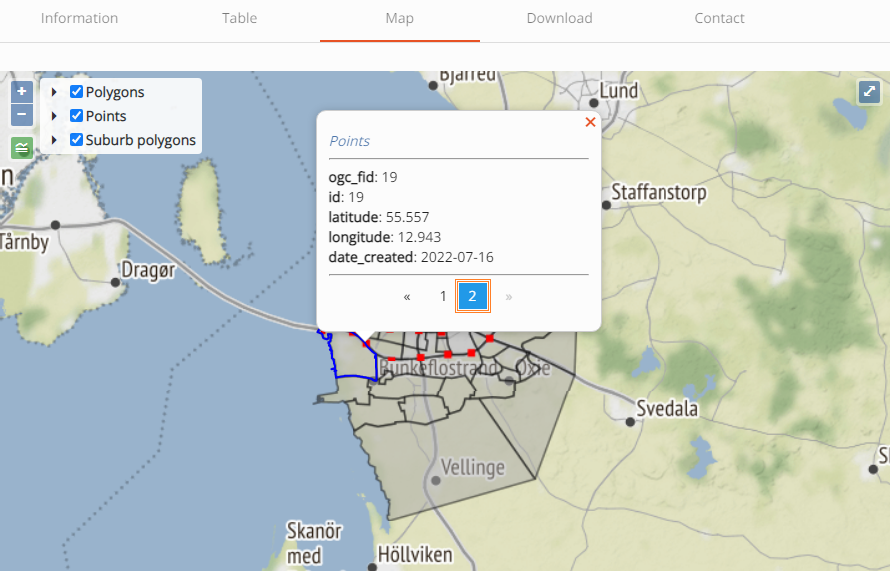 Information
Table
Map
Download
Contact
+
−
Polygons
Points
Suburb polygons
Bjärred
Lund
×
Points
ogc_fid: 19
id: 19
latitude: 55.557
longitude: 12.943
date_created: 2022-07-16
« 1 2 »
Staffanstorp
Tårnby
Dragør
Bunkeflostrand
Oxie
Svedala
Vellinge
Skanör
med
Höllviken